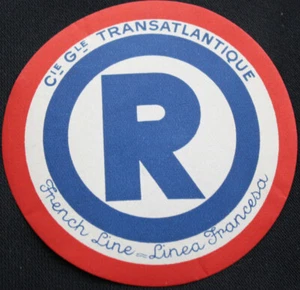 Cie Gle TRANSATLANTIQUE
R
French Line Linea Francesa